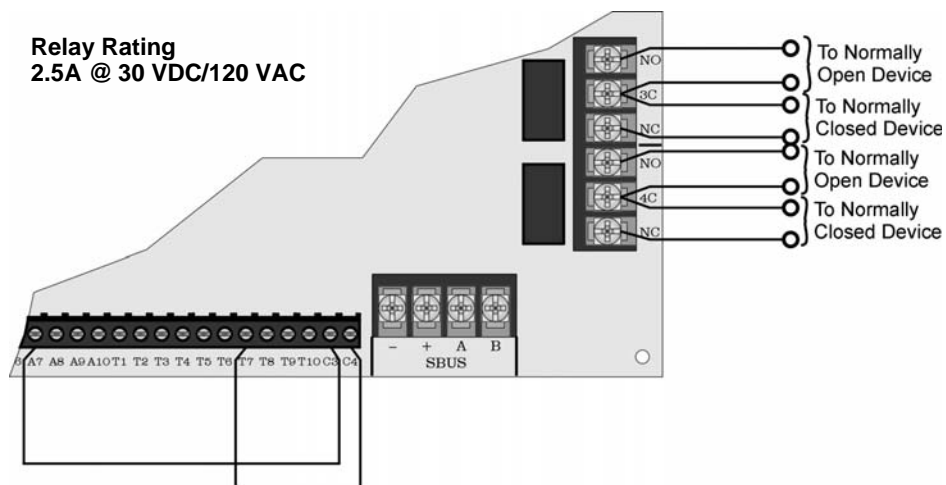 Relay Rating
2.5A @ 30 VDC/120 VAC
NO
3C
NC
NO
4C
NC
To Normally
Open Device
To Normally
Closed Device
To Normally
Open Device
To Normally
Closed Device
A7 A8 A9 A10 T1 T2 T3 T4 T5 T6 T7 T8 T9 T10 C3 C4
- + A B
SBUS